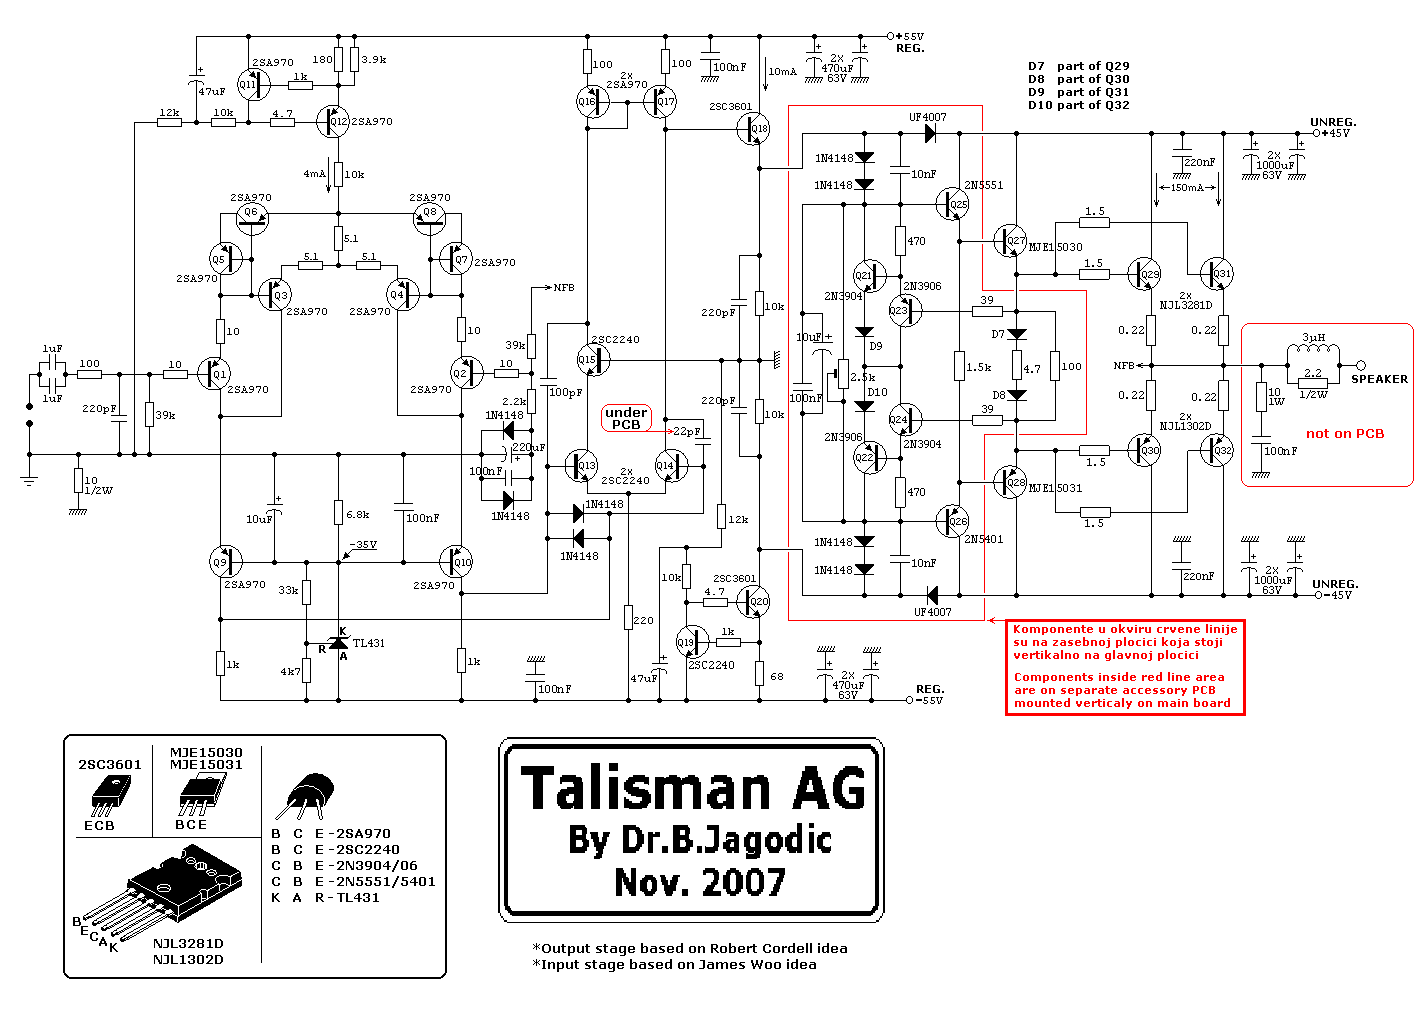 +55V
REG.
2SA970
180
3.9k
Q11
1k
47uF
12k
10k
4.7
Q12
2SA970
4mA
10k
100
2x
2SA970
100
Q16
Q17
100nF
10mA
2X
470uF
63V
2SC3601
Q18
D7 part of Q29
D8 part of Q30
D9 part of Q31
D10 part of Q32
UF4007
UNREG.
+45V
1N4148
1N4148
10nF
2N5551
Q25
220nF
2X
1000uF
63V
150mA
2SA970
2SA970
Q6
Q8
5.1
Q5
Q7
5.1
5.1
2SA970
2SA970
Q3
Q4
2SA970
2SA970
NFB
10
10
470
Q27
MJE15030
1.5
1.5
Q29
Q31
2x
NJL3281D
Q21
2N3904
2N3906
Q23
39
D7
D9
10uF
220pF
10k
0.22
0.22
1uF
1uF
100
10
Q1
2SA970
220pF
39k
Q2
2SA970
10
39k
2.2k
2SC2240
Q15
100pF
1N4148
220uF
100nF
1N4148
under
PCB
22pF
220pF
10k
100nF
2.5k
D10
1.5k
4.7
100
D8
39
NFB
3µH
2.2
1/2W
SPEAKER
10
1W
100nF
not on PCB
0.22
0.22
2x
NJL1302D
2N3906
Q24
2N3904
Q22
Q30
Q32
1.5
1.5
Q28
MJE15031
470
Q26
2N5401
10
1/2W
10uF
6.8k
100nF
-35V
Q13
2x
2SC2240
Q14
1N4148
1N4148
12k
Q9
2SA970
Q10
2SA970
33k
K
TL431
R
A
4k7
1k
1k
220
100nF
10k
2SC3601
4.7
Q20
Q19
1k
2SC2240
47uF
68
2X
470uF
63V
REG.
-55V
1N4148
1N4148
10nF
UF4007
220nF
2X
1000uF
63V
UNREG.
-45V
Komponente u okviru crvene linije
su na zasebnoj plocici koja stoji
vertikalno na glavnoj plocici
Components inside red line area
are on separate accessory PCB
mounted verticaly on main board
2SC3601
ECB
MJE15030
MJE15031
BCE
B C E -2SA970
B C E -2SC2240
C B E -2N3904/06
C B E -2N5551/5401
K A R -TL431
B
E
C
A
K
NJL3281D
NJL1302D
Talisman AG
By Dr.B.Jagodic
Nov. 2007
*Output stage based on Robert Cordell idea
*Input stage based on James Woo idea